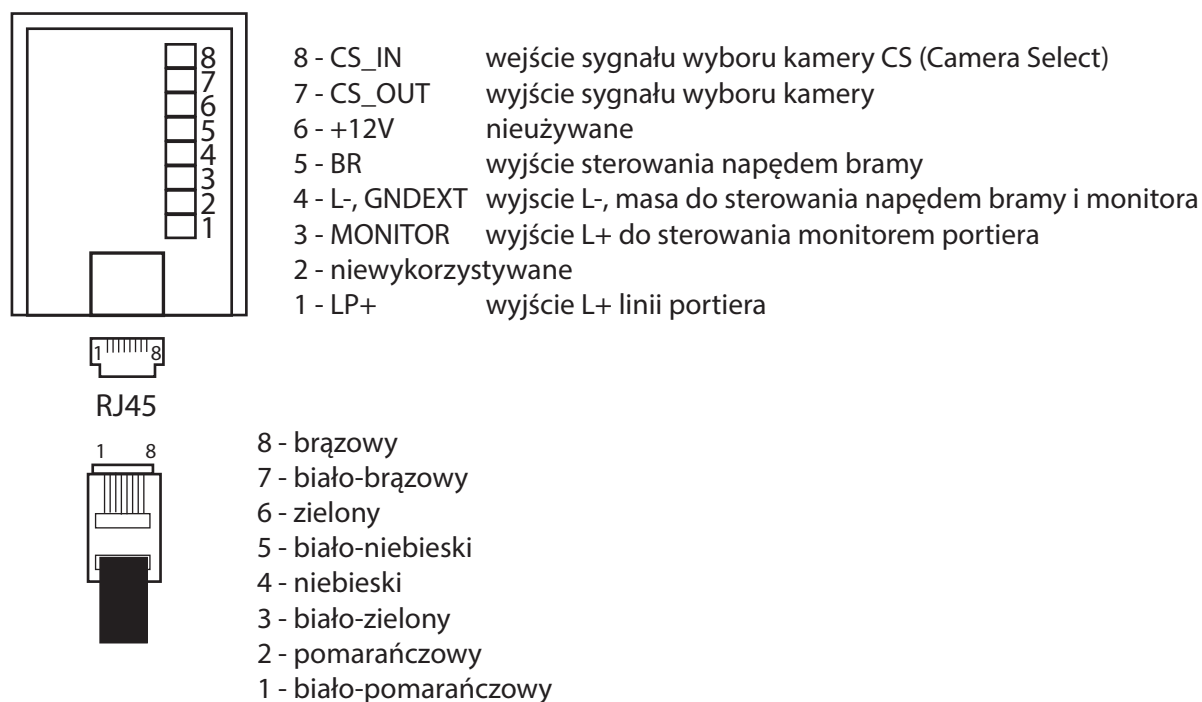 8
7
6
5
4
3
2
1
8 - CS_IN wejście sygnału wyboru kamery CS (Camera Select)
7 - CS_OUT wyjście sygnału wyboru kamery
6 - +12V nieużywane
5 - BR wyjście sterowania napędem bramy
4 - L-, GNDEXT wyjscie L-, masa do sterowania napędem bramy i monitora
3 - MONITOR wyjście L+ do sterowania monitorem portiera
2 - niewykorzystywane
1 - LP+ wyjście L+ linii portiera
1 8
RJ45
1 8
8 - brązowy
7 - biało-brązowy
6 - zielony
5 - biało-niebieski
4 - niebieski
3 - biało-zielony
2 - pomarańczowy
1 - biało-pomarańczowy